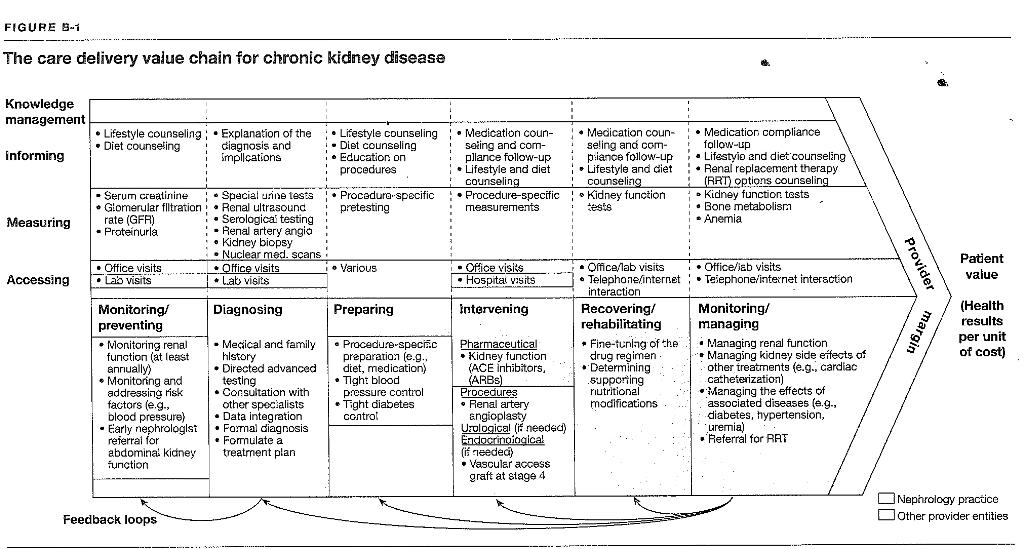 FIGURE B-1
The care delivery value chain for chronic kidney disease
Knowledge
management
Informing
• Lifestyle counseling
• Diet counseling
• Explanation of the
diagnosis and
implications
• Lifestyle counseling
• Diet counseling
• Education on
procedures
• Medication coun-
seling and com-
pliance follow-up
• Lifestyle and diet
counseling
• Medication coun-
seling and com-
pliance follow-up
• Lifestyle and diet
counseling
• Medication compliance
follow-up
• Lifestyle and diet counseling
• Renal replacement therapy
(RRT) options counseling
Measuring
• Serum creatinine
• Glomerular filtration
rate (GFR)
• Proteinuria
• Special urine tests
• Renal ultrasound
• Serological testing
• Renal artery angio
• Kidney biopsy
• Nuclear med. scans
• Procedure-specific
pretesting
• Procedure-specific
measurements
• Kidney function
tests
• Kidney function tests
• Bone metabolism
• Anemia
Accessing
• Office visits
• Lab visits
• Office visits
• Lab visits
• Various
• Office visits
• Hospital visits
• Office/lab visits
• Telephone/internet
interaction
• Office/lab visits
• Telephone/internet interaction
Monitoring/
preventing
• Monitoring renal
function (at least
annually)
• Monitoring and
addressing risk
factors (e.g.,
blood pressure)
• Early nephrologist
referral for
abdominal kidney
function
Diagnosing
• Medical and family
history
• Directed advanced
testing
• Consultation with
other specialists
• Data integration
• Formal diagnosis
• Formulate a
treatment plan
Preparing
• Procedure-specific
preparation (e.g.,
diet, medication)
• Tight blood
pressure control
• Tight diabetes
control
Intervening
Pharmaceutical
• Kidney function
(ACE inhibitors,
(ARBs)
Procedures
• Renal artery
angioplasty
Urological (if needed)
Endocrinological
(if needed)
• Vascular access
graft at stage 4
Recovering/
rehabilitating
• Fine-tuning of the
drug regimen
• Determining
supporting
nutritional
modifications
Monitoring/
managing
• Managing renal function
• Managing kidney side effects of
other treatments (e.g., cardiac
catheterization)
• Managing the effects of
associated diseases (e.g.,
diabetes, hypertension,
uremia)
• Referral for RRT
Provider
margin
Patient
value
(Health
results
per unit
of cost)
Feedback loops
Nephrology practice
Other provider entities